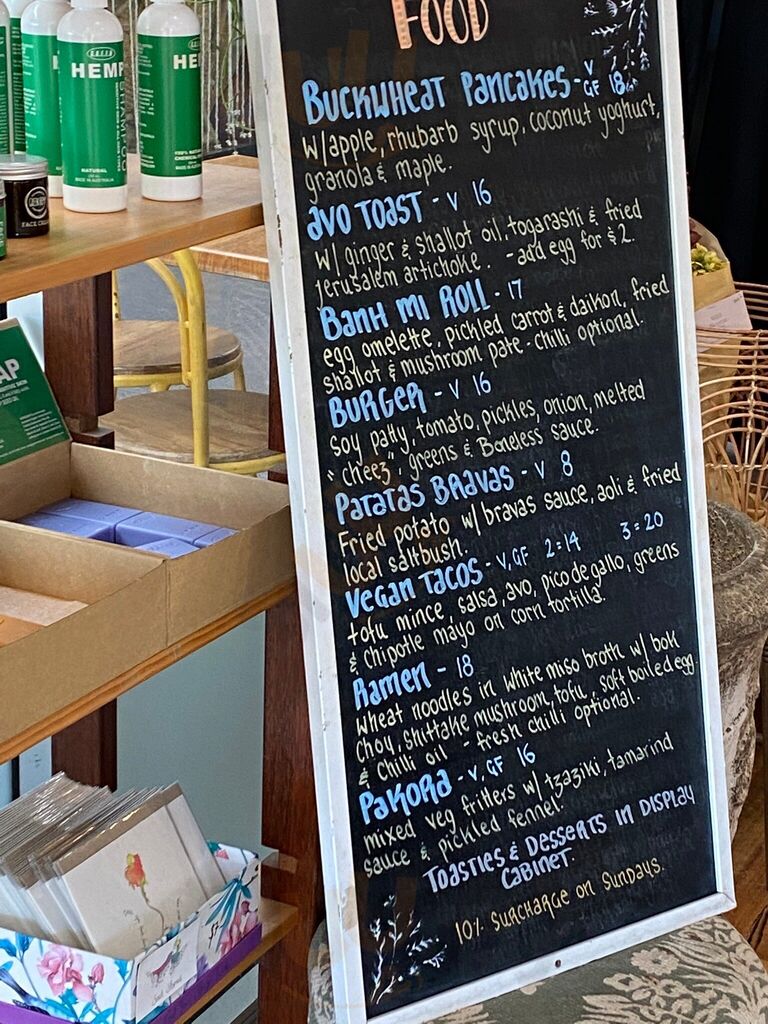 FOOD
BUCKWHEAT PANCAKES - V GF 18
w/apple, rhubarb syrup, coconut yoghurt,
granola & maple.
AVO TOAST - V 16
w/ ginger & shallot oil, togarashi & fried
jerusalem artichoke. - add egg for $2.
BANH MI ROLL - 17
egg omelette, pickled carrot & daikon, fried
shallot & mushroom pate - chilli optional.
BURGER - V 16
soy patty, tomato, pickles, onion, melted
"cheez", greens & Boneless sauce.
PATATAS BRAVAS - V 8
Fried potato w/ bravas sauce, aoli & fried
local saltbush.
VEGAN TACOS - V, GF 2=14 3=20
tofu mince, salsa, avo, pico de gallo, greens
& Chipotle mayo on corn tortilla.
RAMEN - 18
Wheat noodles in white miso broth w/ bok
choy, shittake mushroom, tofu, soft boiled egg
& chilli oil - fresh chilli optional.
PAKORA - V, GF 16
mixed veg fritters w/ tzaziki, tamarind
sauce & pickled fennel.
TOASTIES & DESSERTS IN DISPLAY
CABINET.
10% SURCHARGE ON SUNDAYS.
HEMP
SHAMPOO
NATURAL
HE
FACE
AP